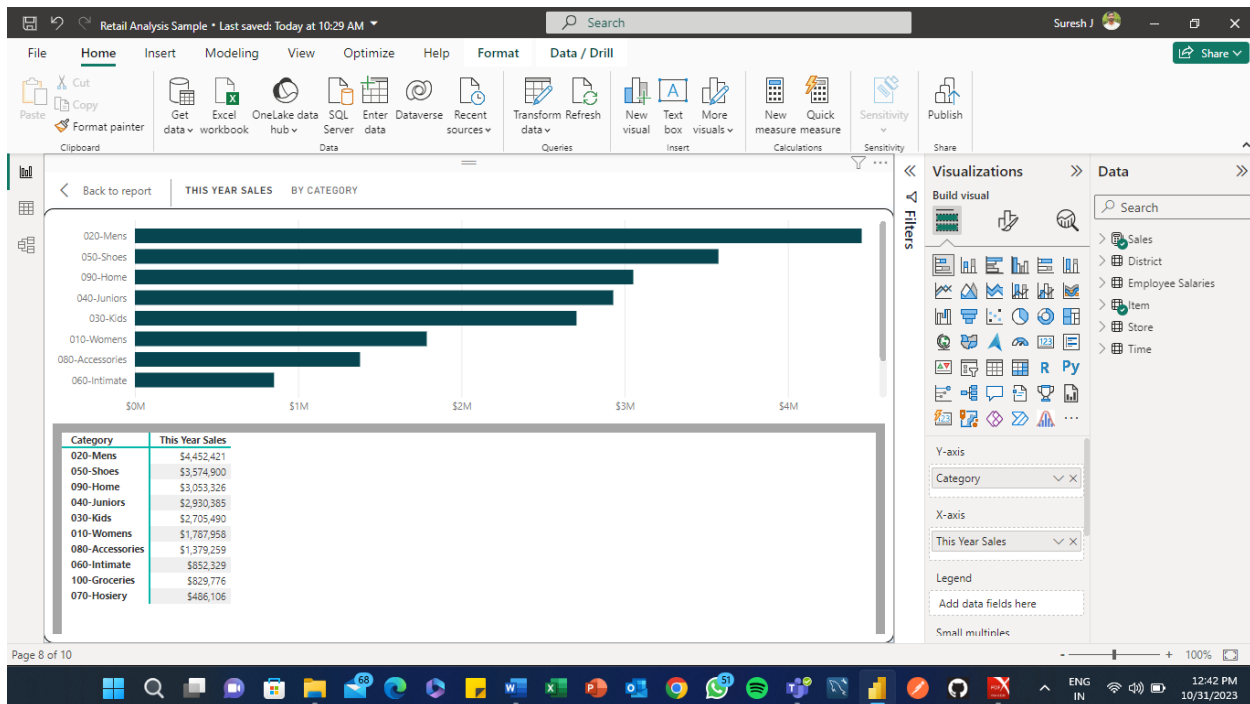 Retail Analysis Sample • Last saved: Today at 10:29 AM
Search
Suresh J
File Home Insert Modeling View Optimize Help Format Data / Drill
Share
Paste
Cut
Copy
Format painter
Clipboard
Get data
Excel workbook
OneLake data hub
SQL Server
Enter data
Dataverse
Recent sources
Data
Transform data
Refresh
Queries
New visual
Text box
More visuals
Insert
New measure
Quick measure
Calculations
Sensitivity
Sensitivity
Publish
Share
Back to report
THIS YEAR SALES BY CATEGORY
020-Mens
050-Shoes
090-Home
040-Juniors
030-Kids
010-Womens
080-Accessories
060-Intimate
$0M $1M $2M $3M $4M
Category This Year Sales
020-Mens $4,452,421
050-Shoes $3,574,900
090-Home $3,053,326
040-Juniors $2,930,385
030-Kids $2,705,490
010-Womens $1,787,958
080-Accessories $1,379,259
060-Intimate $852,329
100-Groceries $829,776
070-Hosiery $486,106
Filters
Visualizations
Build visual
123
R Py
Y-axis
Category
X-axis
This Year Sales
Legend
Add data fields here
Small multiples
Data
Search
Sales
District
Employee Salaries
Item
Store
Time
Page 8 of 10
- + 100%
68
51
ENG
IN
12:42 PM
10/31/2023